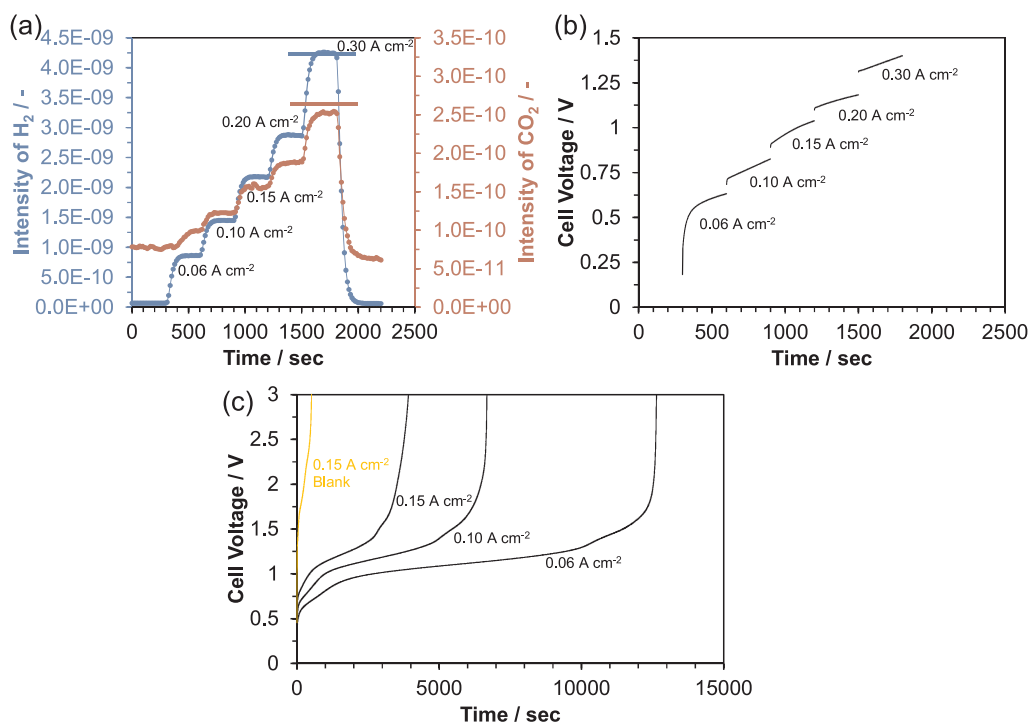 (a)
Intensity of H₂ / -
4.5E-09
4.0E-09
3.5E-09
3.0E-09
2.5E-09
2.0E-09
1.5E-09
1.0E-09
5.0E-10
0.0E+00
3.5E-10
3.0E-10
2.5E-10
2.0E-10
1.5E-10
1.0E-10
5.0E-11
0.0E+00
Intensity of CO₂ / -
0.30 A cm⁻²
0.20 A cm⁻²
0.15 A cm⁻²
0.10 A cm⁻²
0.06 A cm⁻²
0 500 1000 1500 2000 2500
Time / sec
(b)
Cell Voltage / V
1.5
1.25
1
0.75
0.5
0.25
0
0.30 A cm⁻²
0.20 A cm⁻²
0.15 A cm⁻²
0.10 A cm⁻²
0.06 A cm⁻²
0 500 1000 1500 2000 2500
Time / sec
(c)
Cell Voltage / V
3
2.5
2
1.5
1
0.5
0
0.15 A cm⁻²
Blank
0.15 A cm⁻²
0.10 A cm⁻²
0.06 A cm⁻²
0 5000 10000 15000
Time / sec